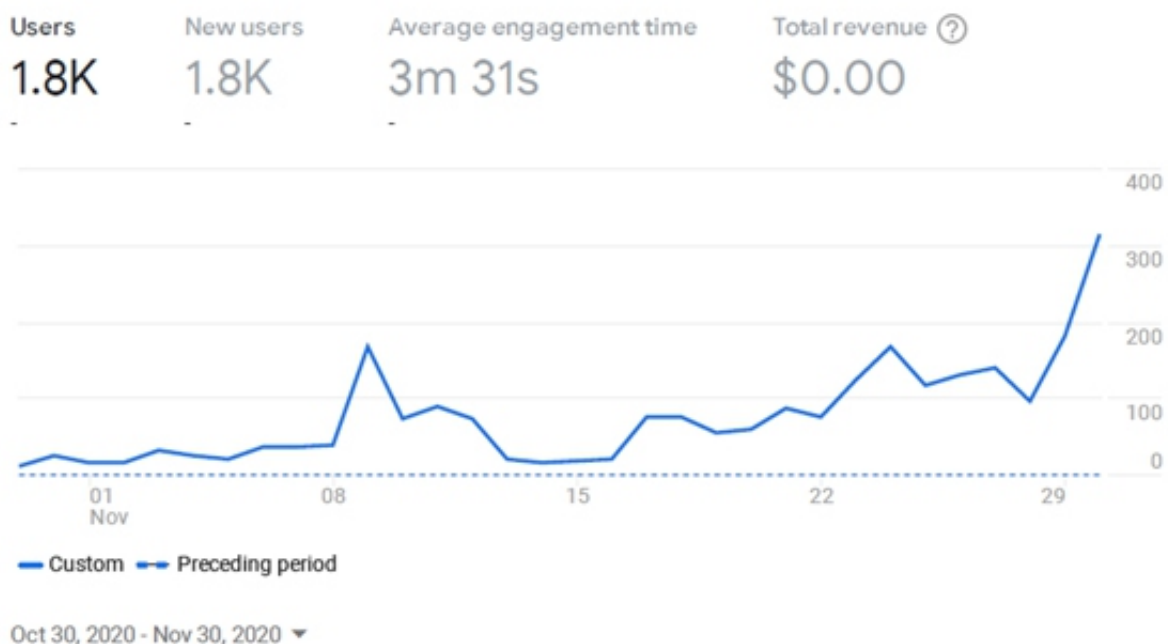 Users New users Average engagement time Total revenue ?
1.8K 1.8K 3m 31s $0.00
- - -
400
300
200
100
0
01 08 15 22 29
Nov
Custom Preceding period
Oct 30, 2020 - Nov 30, 2020